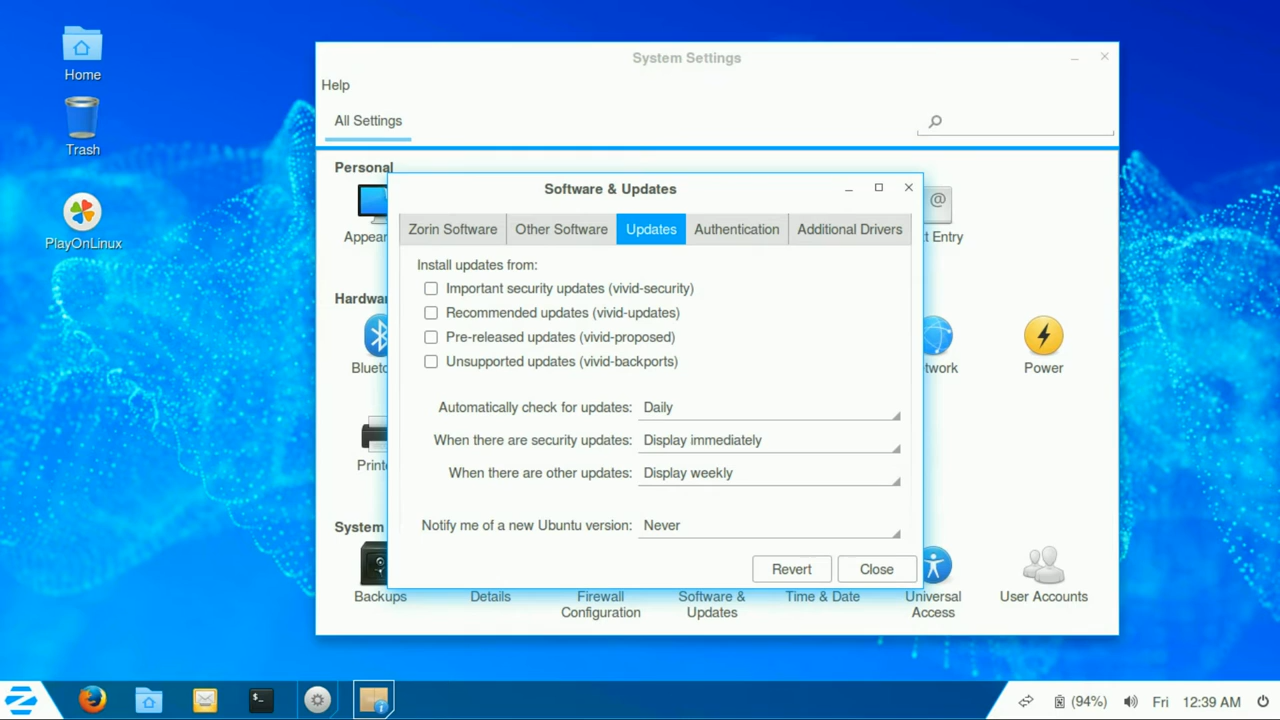 Home
Trash
PlayOnLinux
System Settings
Help
All Settings
Personal
Appear
t Entry
Software & Updates
Zorin Software
Other Software
Updates
Authentication
Additional Drivers
Install updates from:
Important security updates (vivid-security)
Recommended updates (vivid-updates)
Pre-released updates (vivid-proposed)
Unsupported updates (vivid-backports)
Automatically check for updates: Daily
When there are security updates: Display immediately
When there are other updates: Display weekly
Notify me of a new Ubuntu version: Never
Revert
Close
Hardwa
Blueto
work
Power
Printe
System
Backups
Details
Firewall
Configuration
Software &
Updates
Time & Date
Universal
Access
User Accounts
(94%)
Fri
12:39 AM